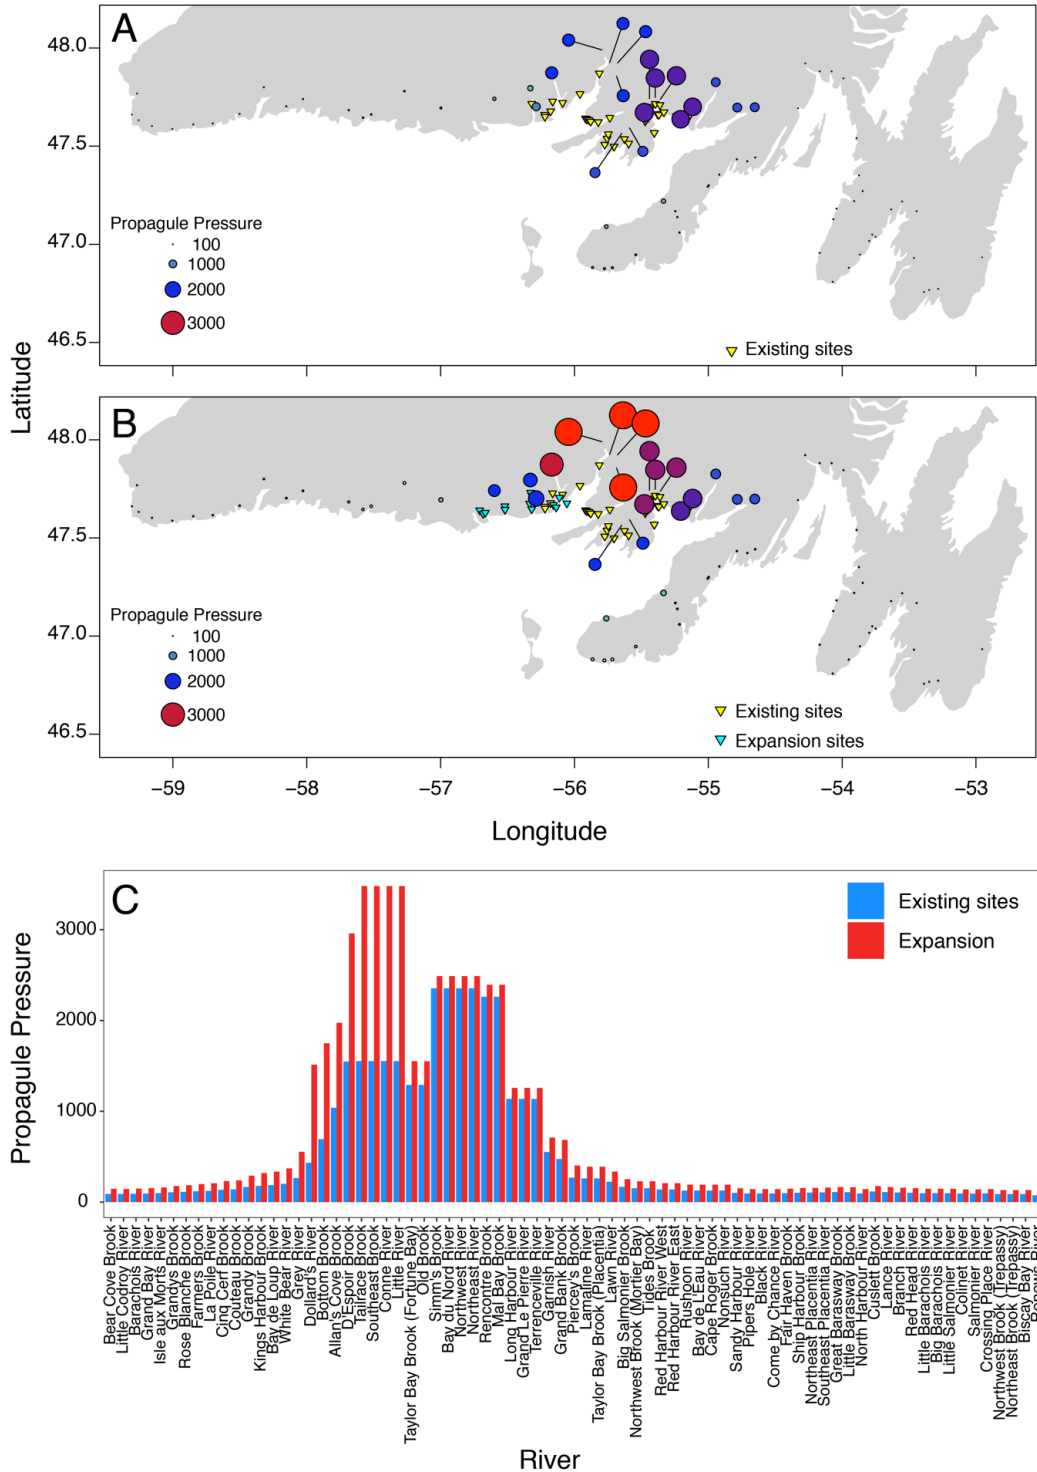 A
48.0
47.5
47.0
46.5
Propagule Pressure
100
1000
2000
3000
Existing sites
Latitude
B
48.0
47.5
47.0
46.5
Propagule Pressure
100
1000
2000
3000
Existing sites
Expansion sites
−59
−58
−57
−56
−55
−54
−53
Longitude
C
Existing sites
Expansion
Propagule Pressure
3000
2000
1000
0
Bear Cove Brook
Little Codroy River
Barachois River
Grand Bay River
Isle aux Morts River
Grandys Brook
Rose Blanche Brook
Farmers Brook
La Poile River
Cinq Cerf Brook
Couteau Brook
Grandy Brook
Kings Harbour Brook
Bay de Loup River
White Bear River
Grey River
Dollard's River
Bottom Brook
Allan's Cove Brook
D'Espoir Brook
Tailrace Brook
Southeast Brook
Conne River
Little River
Taylor Bay Brook (Fortune Bay)
Old Brook
Simm's Brook
Bay du Nord River
Northwest River
Northeast River
Rencontre Brook
Mal Bay Brook
Long Harbour River
Grand Le Pierre River
Terrenceville River
Garnish River
Grand Bank Brook
Piercey's Brook
Lamaline River
Taylor Bay Brook (Placentia)
Lawn River
Big Salmonier Brook
Northwest Brook (Mortier Bay)
Tides Brook
Red Harbour River West
Red Harbour River East
Rushoon River
Bay de L'Eau River
Cape Roger Brook
Nonsuch River
Sandy Harbour River
Pipers Hole River
Black River
Come by Chance River
Fair Haven Brook
Ship Harbour Brook
Northeast Placentia River
Southeast Placentia River
Great Barasway Brook
Little Barasway Brook
North Harbour River
Cuslett Brook
Lance River
Branch River
Red Head River
Little Barachois River
Big Barachois River
Little Salmonier River
Colinet River
Salmonier River
Crossing Place River
Northwest Brook (Trepassy)
Northeast Brook (Trepassy)
Biscay Bay River
River